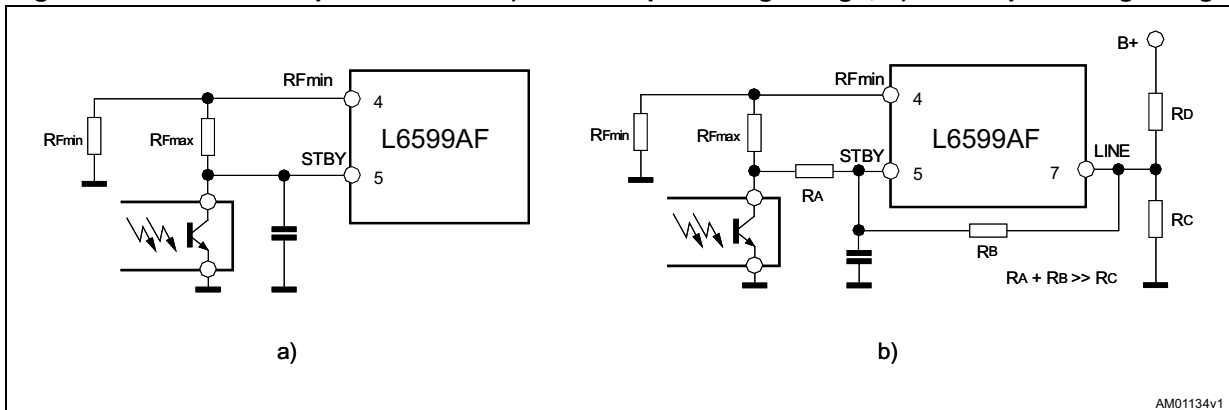 RFmin
4
RFmin
RFmax
L6599AF
STBY
5
a)
B+
RFmin
4
RFmin
RFmax
L6599AF
RD
STBY
LINE
5
7
RA
RC
RB
RA + RB >> RC
b)
AM01134v1